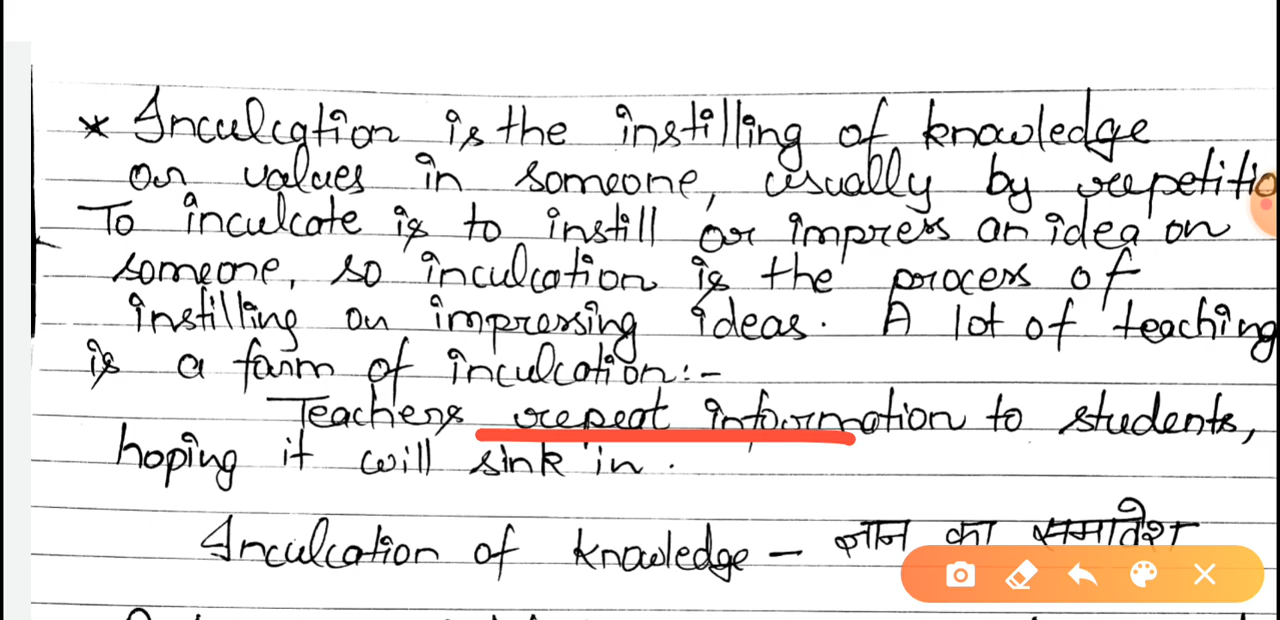 * Inculcation is the instilling of knowledge
or values in someone, usually by repetitio
To inculcate is to instill or impress an idea on
someone, so inculcation is the process of
instilling or impressing ideas. A lot of teaching
is a form of inculcation:-
Teachers repeat information to students,
hoping it will sink in.
Inculcation of knowledge - ज्ञान का समावेश